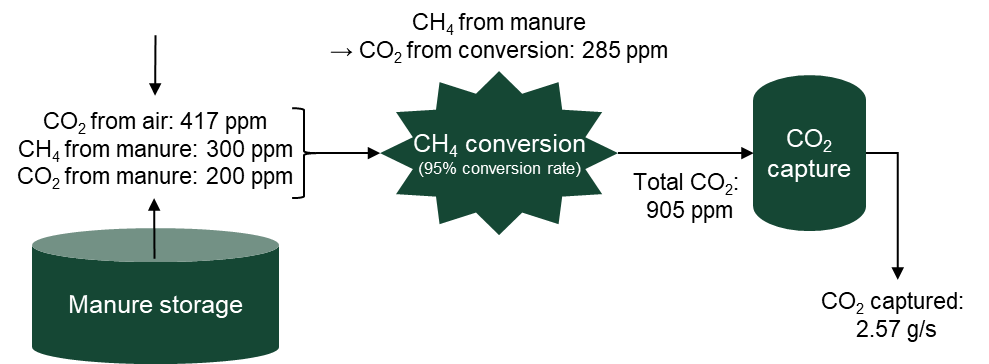 CH₄ from manure
→ CO₂ from conversion: 285 ppm
CO₂ from air: 417 ppm
CH₄ from manure: 300 ppm
CO₂ from manure: 200 ppm
CH₄ conversion
(95% conversion rate)
CO₂
capture
Total CO₂:
905 ppm
Manure storage
CO₂ captured:
2.57 g/s